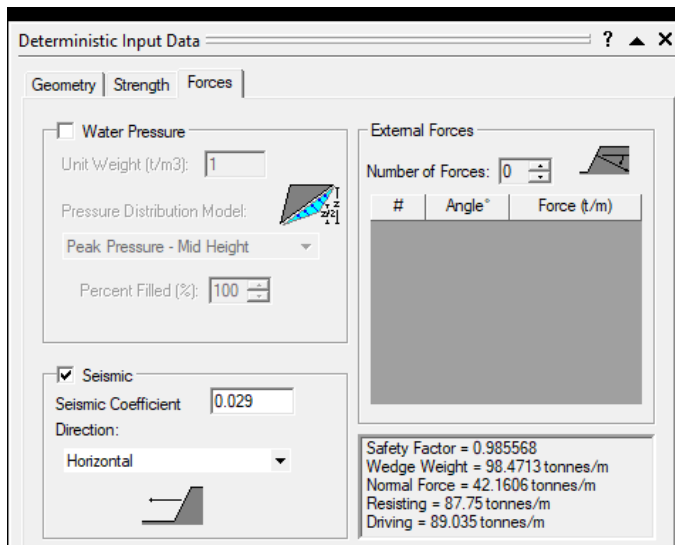 Deterministic Input Data ? ✕
Geometry Strength Forces
Water Pressure
Unit Weight (t/m3): 1
Pressure Distribution Model:
z
z/2
Peak Pressure - Mid Height
Percent Filled (%): 100
Seismic
Seismic Coefficient 0.029
Direction:
Horizontal
External Forces
Number of Forces: 0
# Angle° Force (t/m)
Safety Factor = 0.985568
Wedge Weight = 98.4713 tonnes/m
Normal Force = 42.1606 tonnes/m
Resisting = 87.75 tonnes/m
Driving = 89.035 tonnes/m